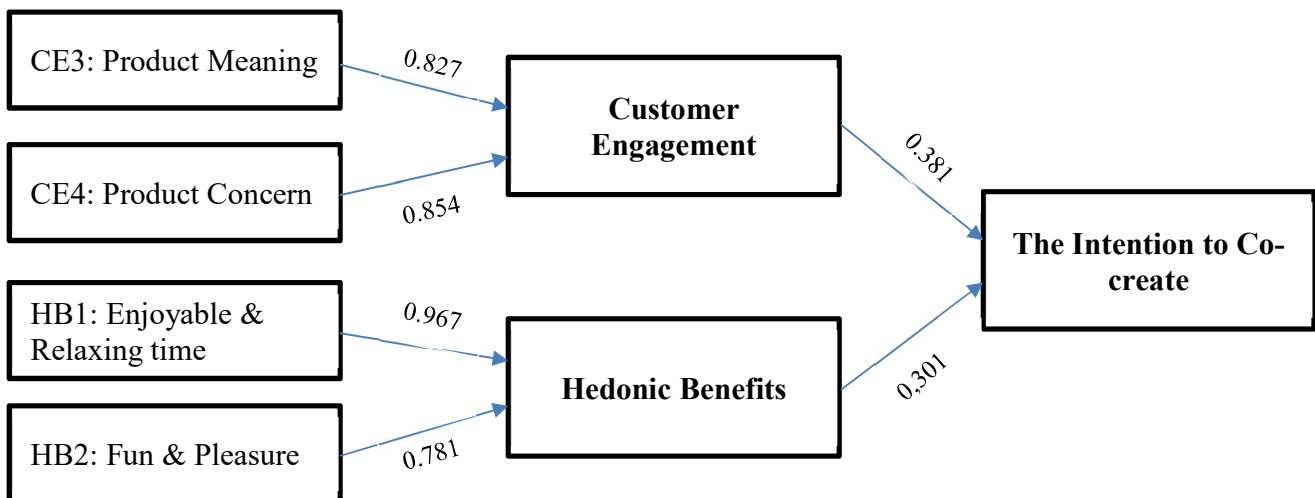 CE3: Product Meaning
0.827
Customer
Engagement
CE4: Product Concern
0.854
0.381
The Intention to Co-
create
HB1: Enjoyable &
Relaxing time
0.967
Hedonic Benefits
0,301
HB2: Fun & Pleasure
0.781